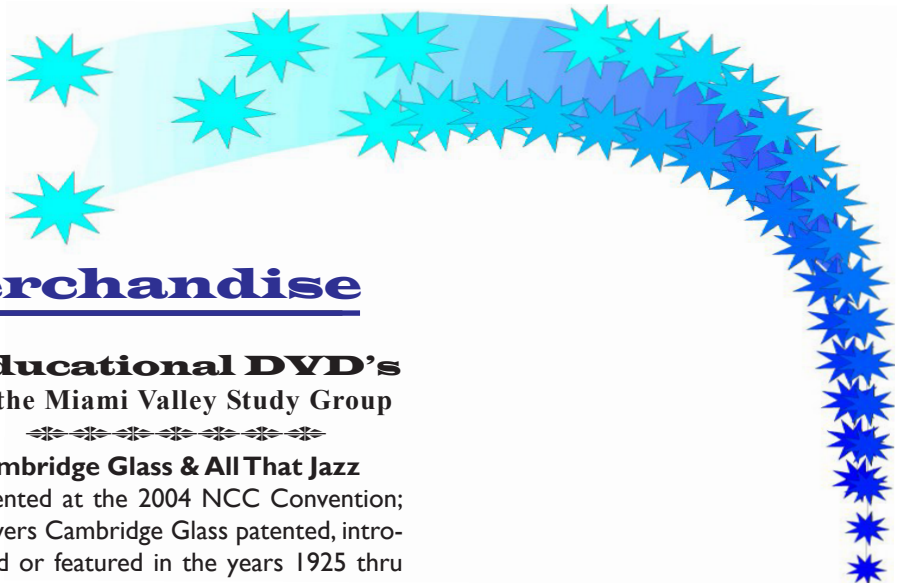 erchandise
ducational DVD's
the Miami Valley Study Group
mbridge Glass & All That Jazz
ented at the 2004 NCC Convention;
vers Cambridge Glass patented, intro-
d or featured in the years 1925 thru